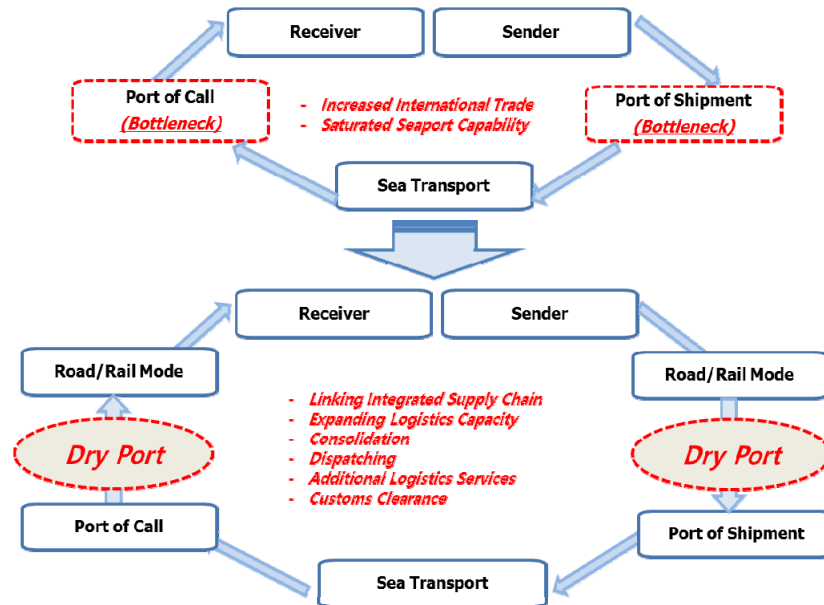 Receiver
Sender
Port of Call
(Bottleneck)
- Increased International Trade
- Saturated Seaport Capability
Port of Shipment
(Bottleneck)
Sea Transport
Receiver
Sender
Road/Rail Mode
Road/Rail Mode
- Linking Integrated Supply Chain
- Expanding Logistics Capacity
- Consolidation
- Dispatching
- Additional Logistics Services
- Customs Clearance
Dry Port
Dry Port
Port of Call
Port of Shipment
Sea Transport